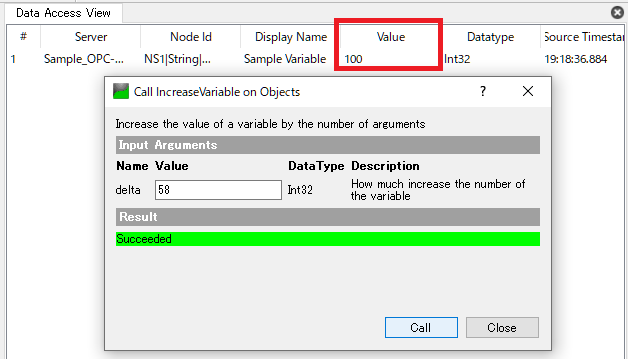 Data Access View
# Server Node Id Display Name Value Datatype Source Timestar
1 Sample_OPC-... NS1|String|... Sample Variable 100 Int32 19:18:36.884
Call IncreaseVariable on Objects ?
Increase the value of a variable by the number of arguments
Input Arguments
Name Value DataType Description
delta 58 Int32 How much increase the number of
the variable
Result
Succeeded
Call Close